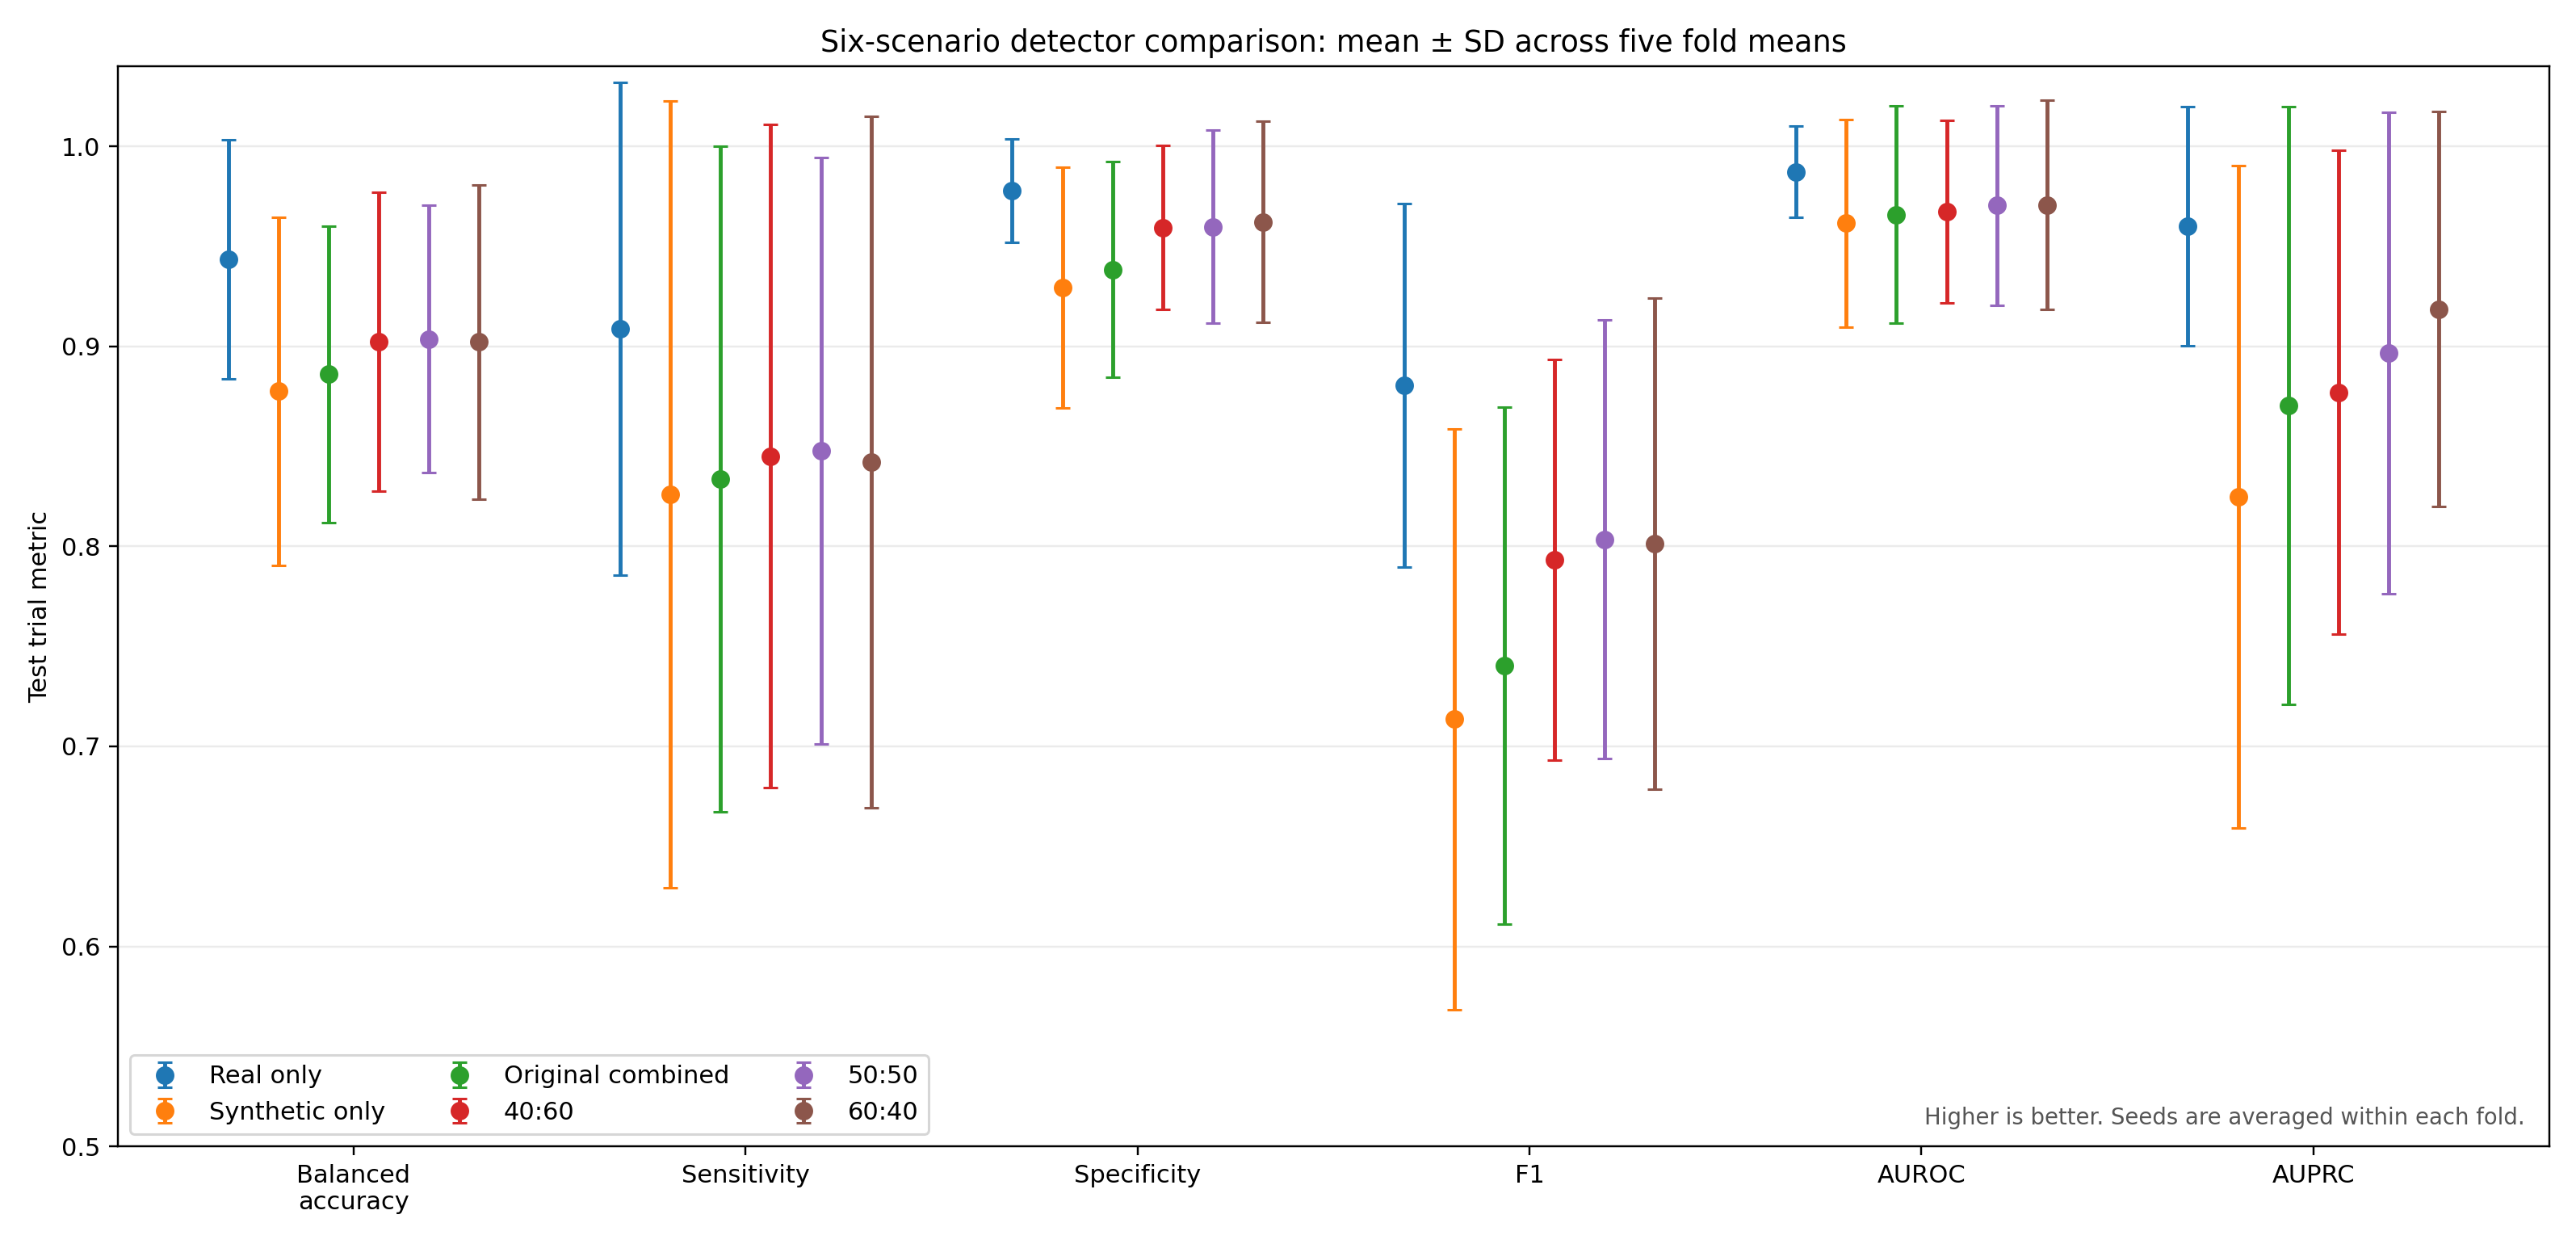 Six-scenario detector comparison: mean ± SD across five fold means
Test trial metric
1.0
0.9
0.8
0.7
0.6
0.5
Real only
Synthetic only
Original combined
40:60
50:50
60:40
Higher is better. Seeds are averaged within each fold.
Balanced
accuracy
Sensitivity
Specificity
F1
AUROC
AUPRC